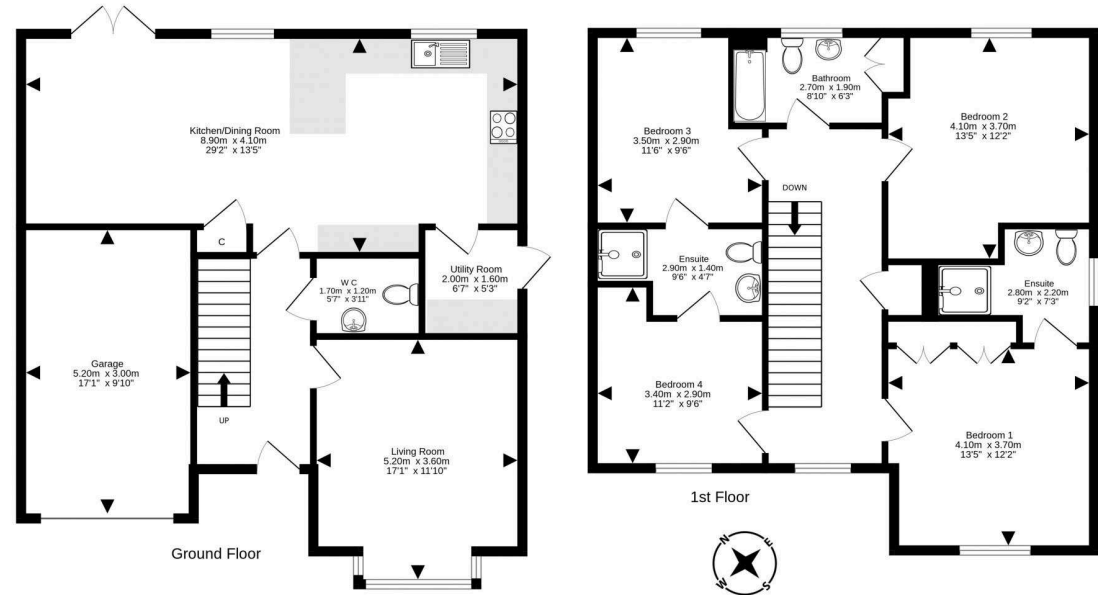 Kitchen/Dining Room
8.90m x 4.10m
29'2" x 13'5"
C
W C
1.70m x 1.20m
5'7" x 3'11"
Utility Room
2.00m x 1.60m
6'7" x 5'3"
Garage
5.20m x 3.00m
17'1" x 9'10"
UP
Living Room
5.20m x 3.60m
17'1" x 11'10"
Ground Floor
Bathroom
2.70m x 1.90m
8'10" x 6'3"
Bedroom 3
3.50m x 2.90m
11'6" x 9'6"
Bedroom 2
4.10m x 3.70m
13'5" x 12'2"
DOWN
Ensuite
2.90m x 1.40m
9'6" x 4'7"
Ensuite
2.80m x 2.20m
9'2" x 7'3"
Bedroom 4
3.40m x 2.90m
11'2" x 9'6"
Bedroom 1
4.10m x 3.70m
13'5" x 12'2"
1st Floor
N
E
W
S